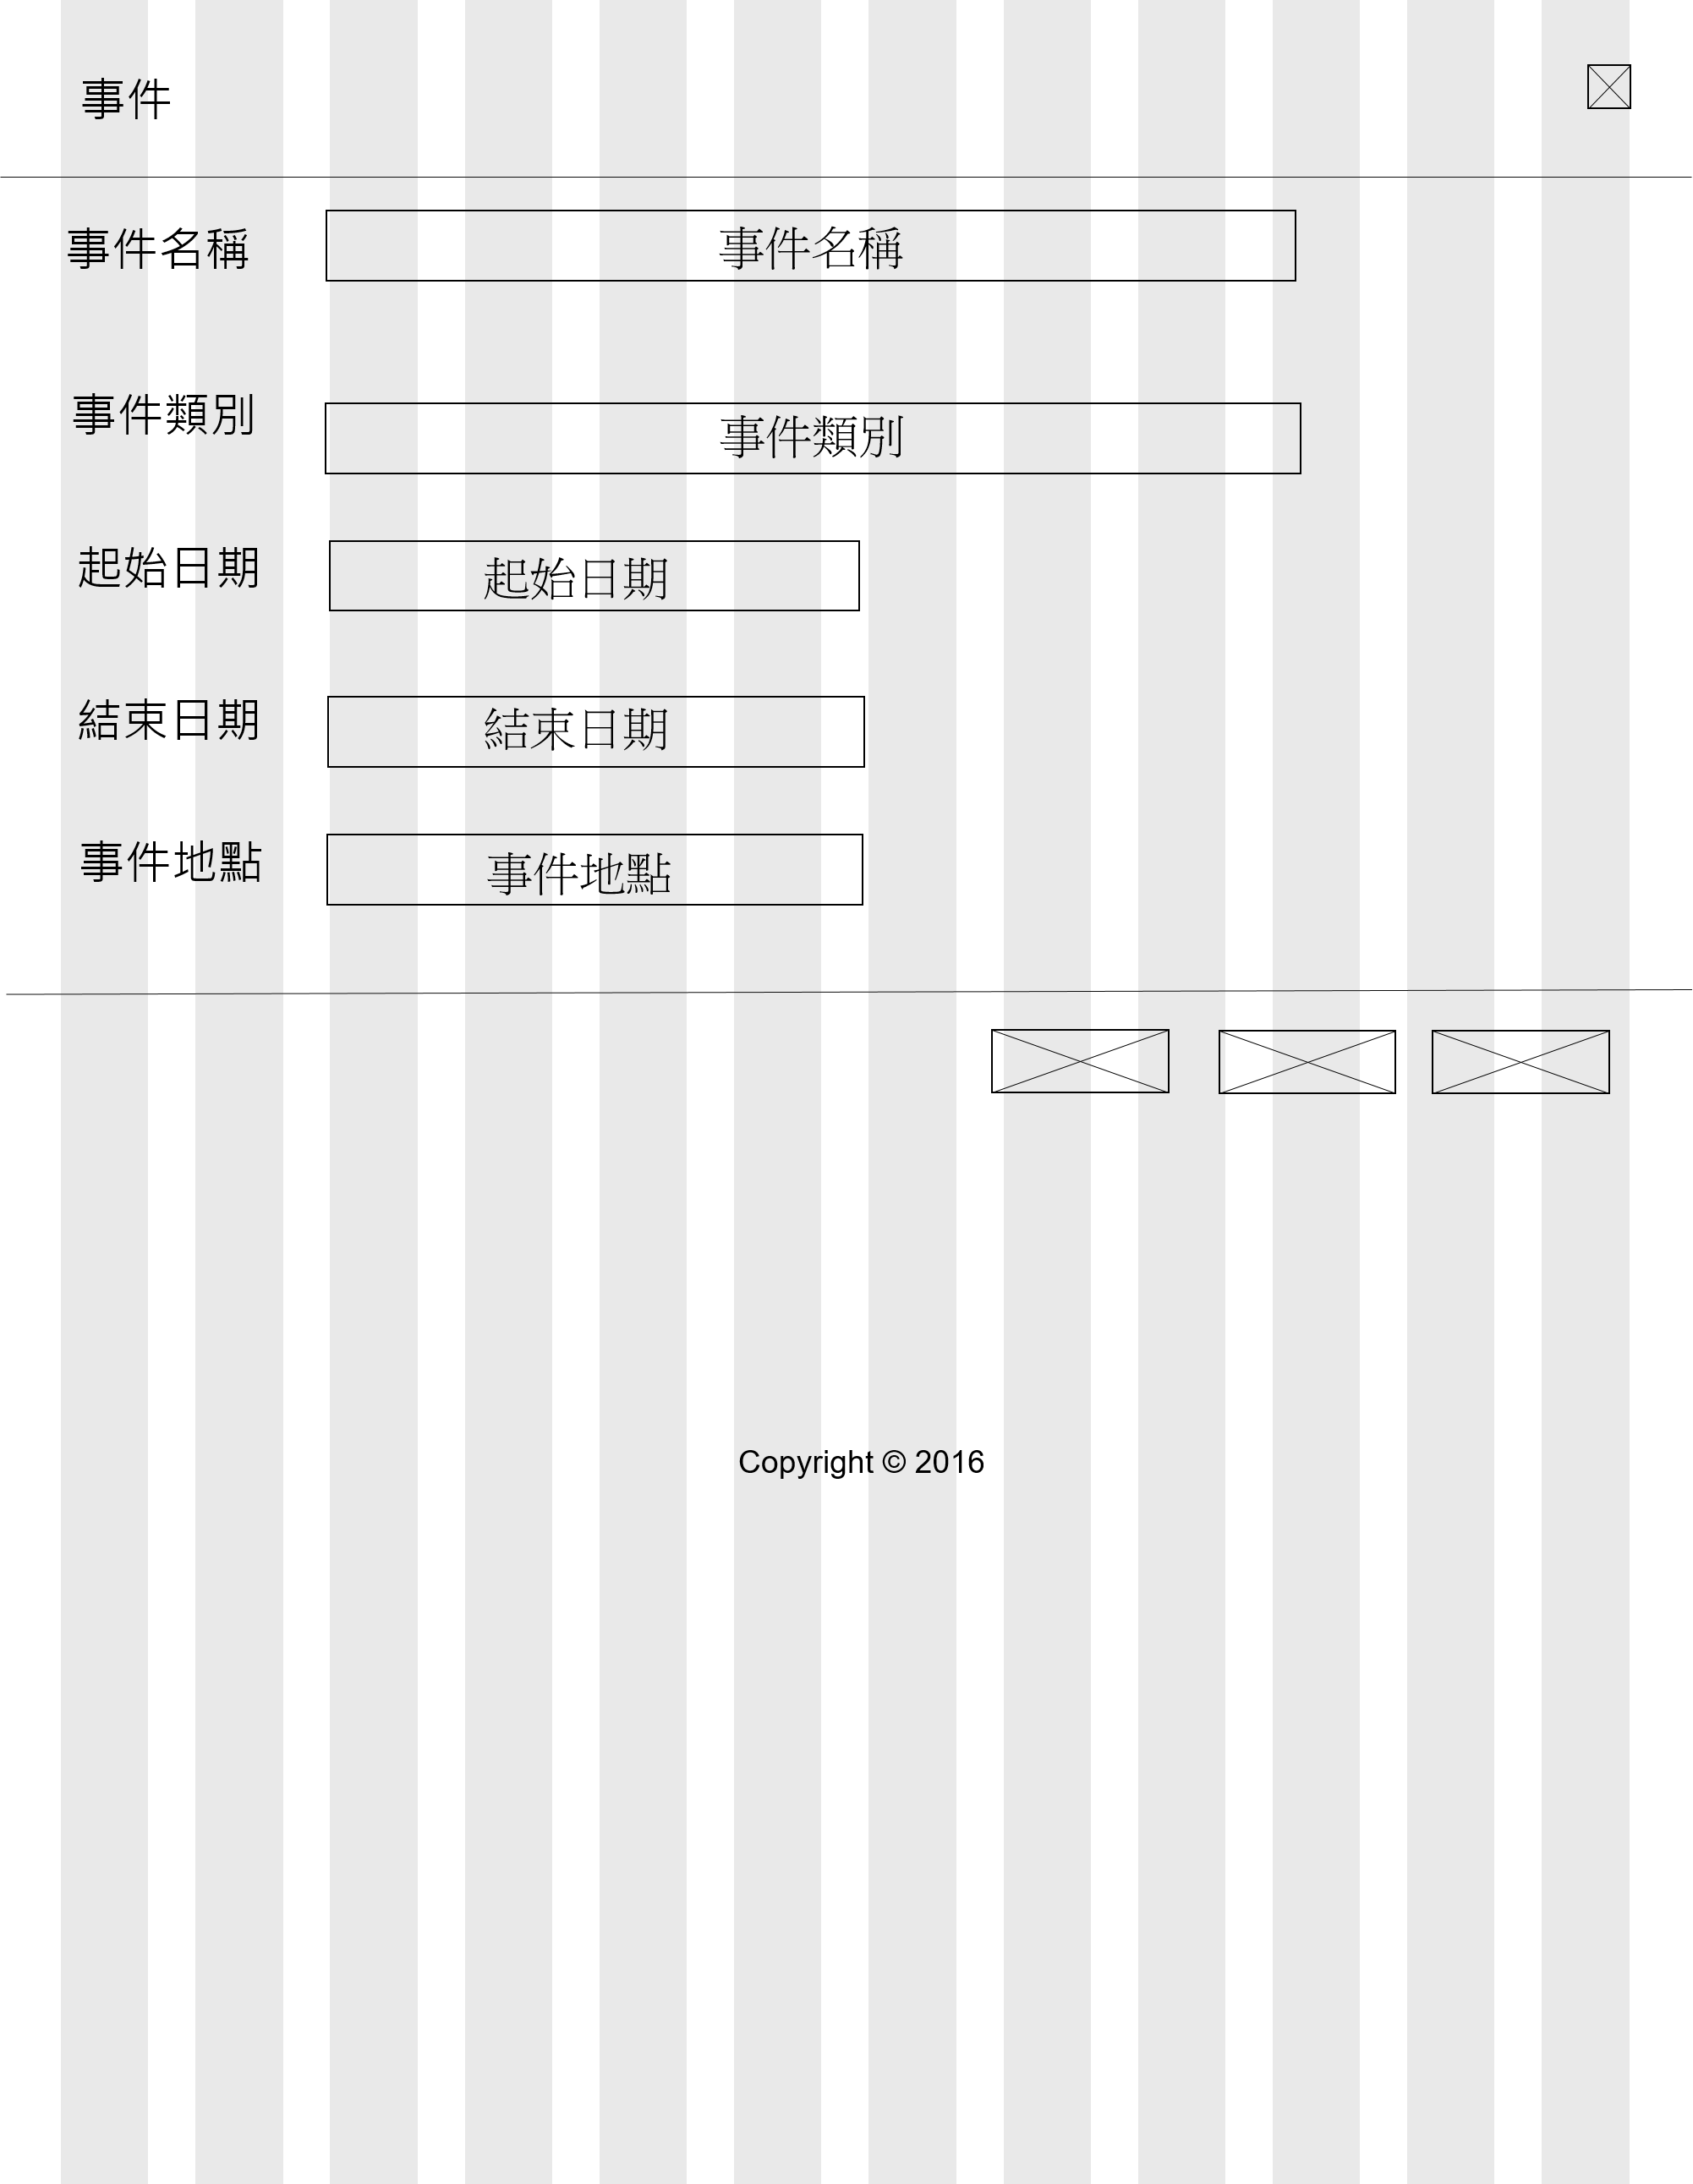 事件
事件名稱 事件名稱
事件類別 事件類別
起始日期 起始日期
結束日期 結束日期
事件地點 事件地點
Copyright © 2016